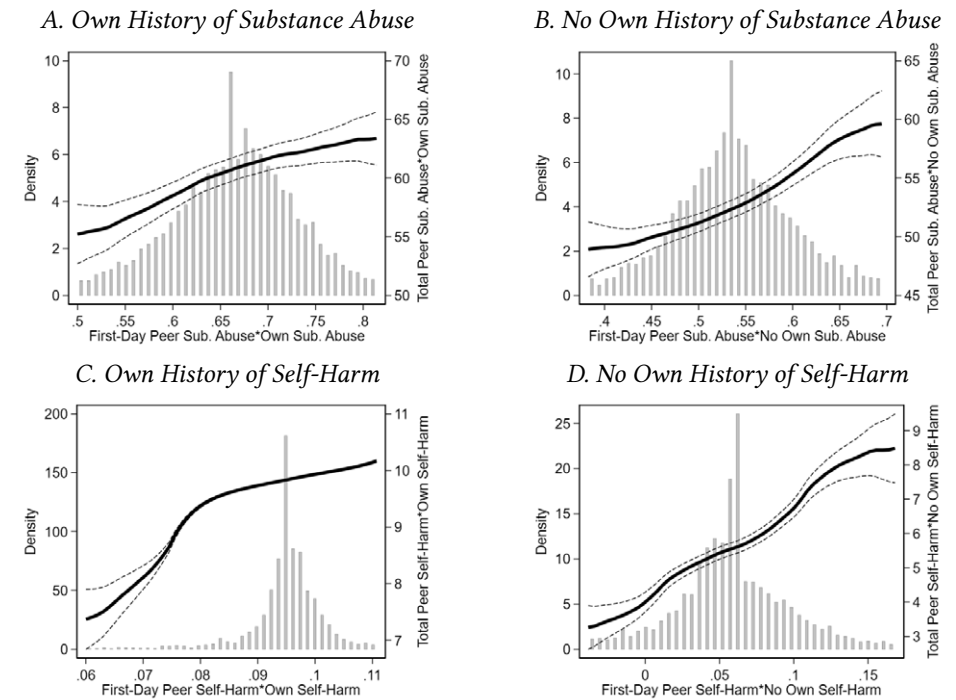 A. Own History of Substance Abuse
10
8
6
4
2
0
Density
70
65
60
55
50
Total Peer Sub. Abuse*Own Sub. Abuse
.5 .55 .6 .65 .7 .75 .8
First-Day Peer Sub. Abuse*Own Sub. Abuse
B. No Own History of Substance Abuse
10
8
6
4
2
0
Density
65
60
55
50
45
Total Peer Sub. Abuse*No Own Sub. Abuse
.4 .45 .5 .55 .6 .65 .7
First-Day Peer Sub. Abuse*No Own Sub. Abuse
C. Own History of Self-Harm
200
150
100
50
0
Density
11
10
9
8
7
Total Peer Self-Harm*Own Self-Harm
.06 .07 .08 .09 .1 .11
First-Day Peer Self-Harm*Own Self-Harm
D. No Own History of Self-Harm
25
20
15
10
5
0
Density
9
8
7
6
5
4
3
Total Peer Self-Harm*No Own Self-Harm
0 .05 .1 .15
First-Day Peer Self-Harm*No Own Self-Harm